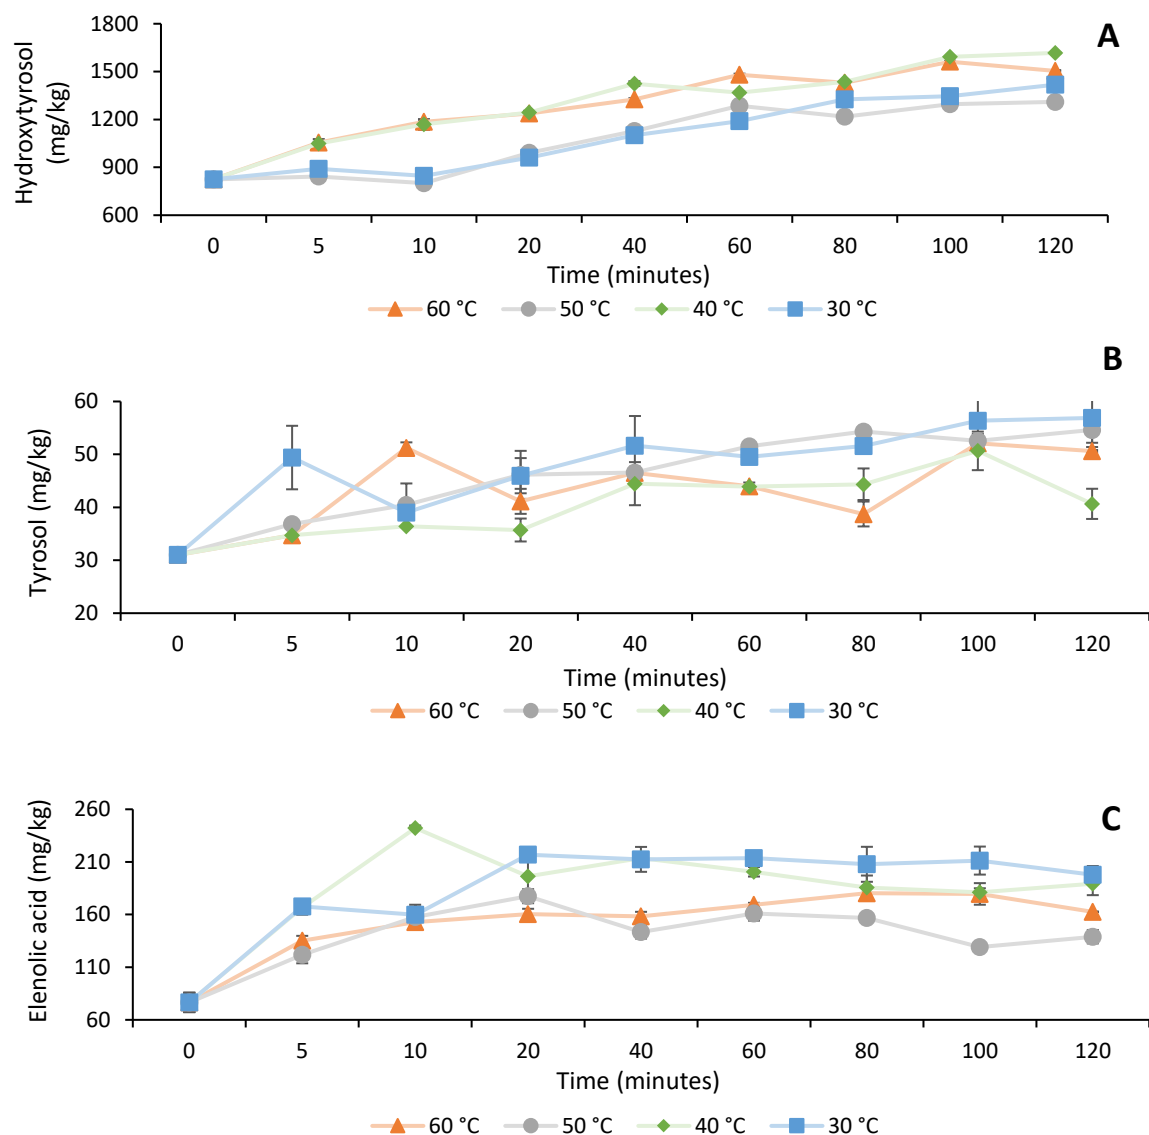 A
Hydroxytyrosol
(mg/kg)
1800
1500
1200
900
600
0 5 10 20 40 60 80 100 120
Time (minutes)
60 °C 50 °C 40 °C 30 °C
B
Tyrosol (mg/kg)
60
50
40
30
20
0 5 10 20 40 60 80 100 120
Time (minutes)
60 °C 50 °C 40 °C 30 °C
C
Elenolic acid (mg/kg)
260
210
160
110
60
0 5 10 20 40 60 80 100 120
Time (minutes)
60 °C 50 °C 40 °C 30 °C